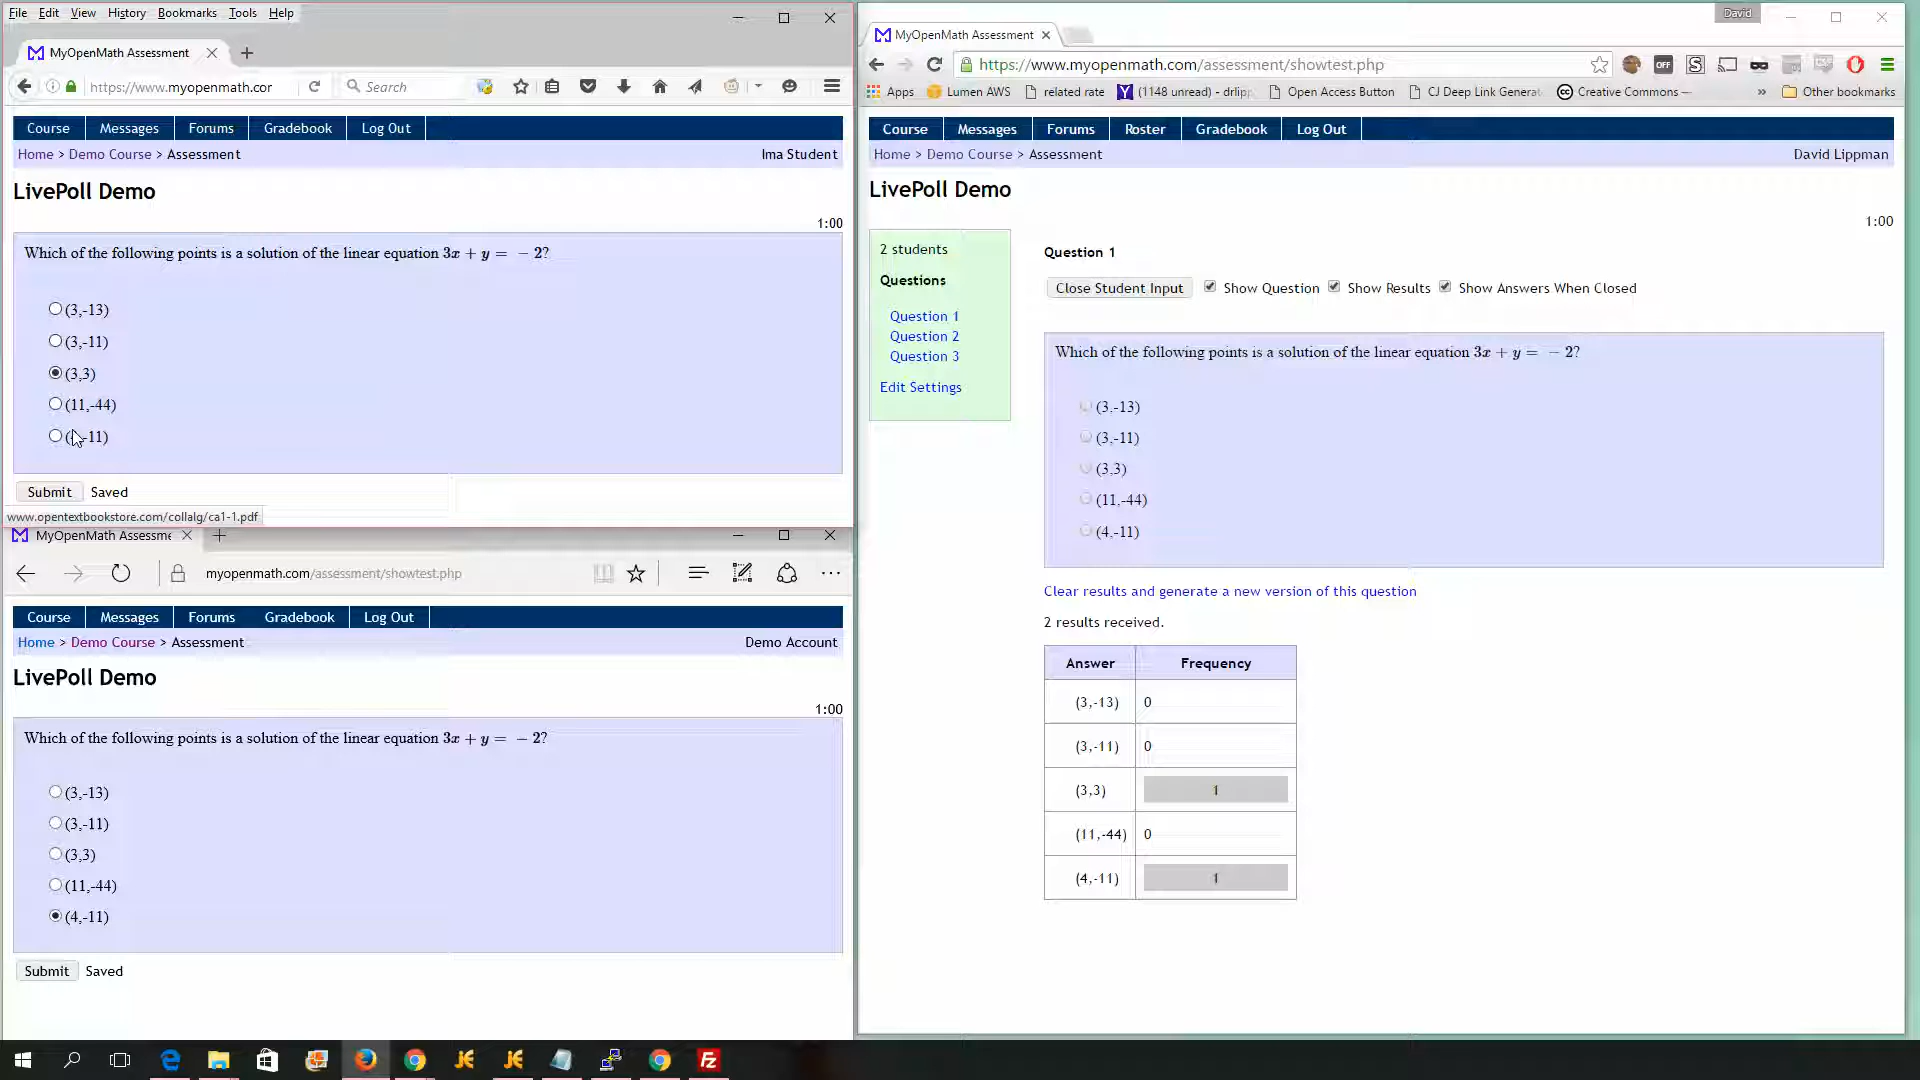 File Edit View History Bookmarks Tools Help
MyOpenMath Assessment
https://www.myopenmath.cor
Search
Course Messages Forums Gradebook Log Out
Home > Demo Course > Assessment
Ima Student
LivePoll Demo
1:00
Which of the following points is a solution of the linear equation 3x + y = − 2?
(3,-13)
(3,-11)
(3,3)
(11,-44)
-11)
Submit Saved
www.opentextbookstore.com/collalg/ca1-1.pdf
MyOpenMath Assessme
myopenmath.com/assessment/showtest.php
Course Messages Forums Gradebook Log Out
Home > Demo Course > Assessment
Demo Account
LivePoll Demo
1:00
Which of the following points is a solution of the linear equation 3x + y = − 2?
(3,-13)
(3,-11)
(3,3)
(11,-44)
(4,-11)
Submit Saved
David
MyOpenMath Assessment
https://www.myopenmath.com/assessment/showtest.php
OFF
Apps Lumen AWS related rate (1148 unread) - drlipp Open Access Button CJ Deep Link Generat Creative Commons — » Other bookmarks
Course Messages Forums Roster Gradebook Log Out
Home > Demo Course > Assessment
David Lippman
LivePoll Demo
1:00
2 students
Questions
Question 1
Question 2
Question 3
Edit Settings
Question 1
Close Student Input Show Question Show Results Show Answers When Closed
Which of the following points is a solution of the linear equation 3x + y = − 2?
(3,-13)
(3,-11)
(3,3)
(11,-44)
(4,-11)
Clear results and generate a new version of this question
2 results received.
Answer Frequency
(3,-13) 0
(3,-11) 0
(3,3) 1
(11,-44) 0
(4,-11) 1